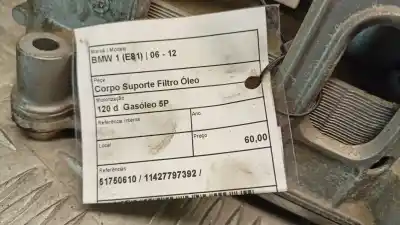 Marca | Modelo
BMW 1 (E81) | 06 - 12
Peça
Corpo Suporte Filtro Óleo
Motorização
120 d Gasóleo 5P
Referência Interna
Ano
Local
Preço
60,00
Referências
51750610 / 11427797392 /